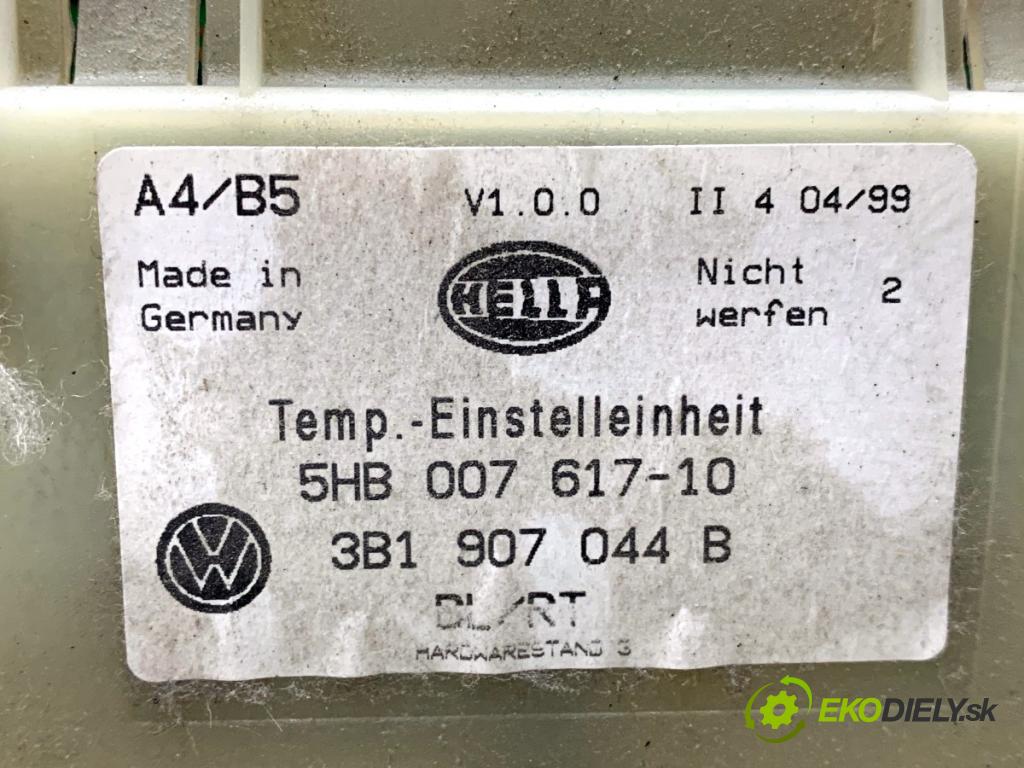 A4/B5 V1.0.0 II 4 04/99
Made in Germany
HELLA
Nicht werfen 2
Temp.-Einstelleinheit
5HB 007 617-10
3B1 907 044 B
VW
BL/RT
HARDWARESTAND 3
EKODIELY.sk